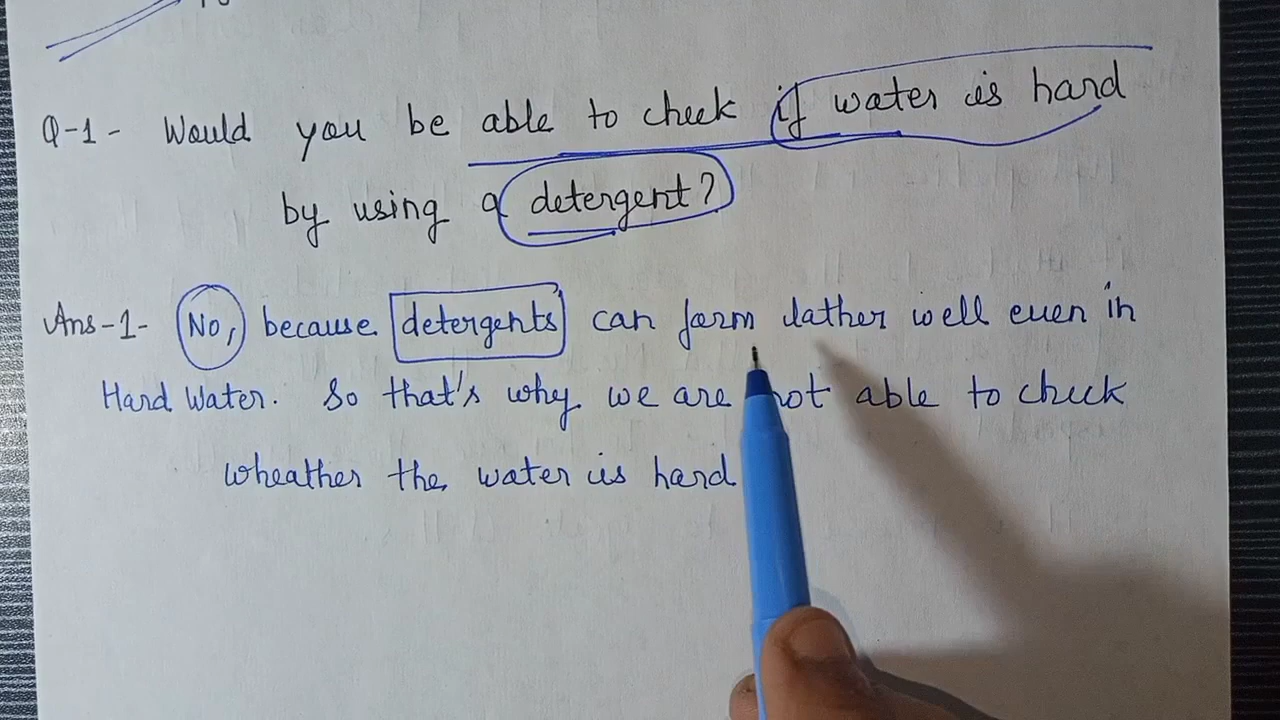 Q-1- Would you be able to check if water is hard
by using a detergent?
Ans-1- No, because detergents can form lather well even in
Hard Water. So that's why we are not able to check
wheather the water is hard